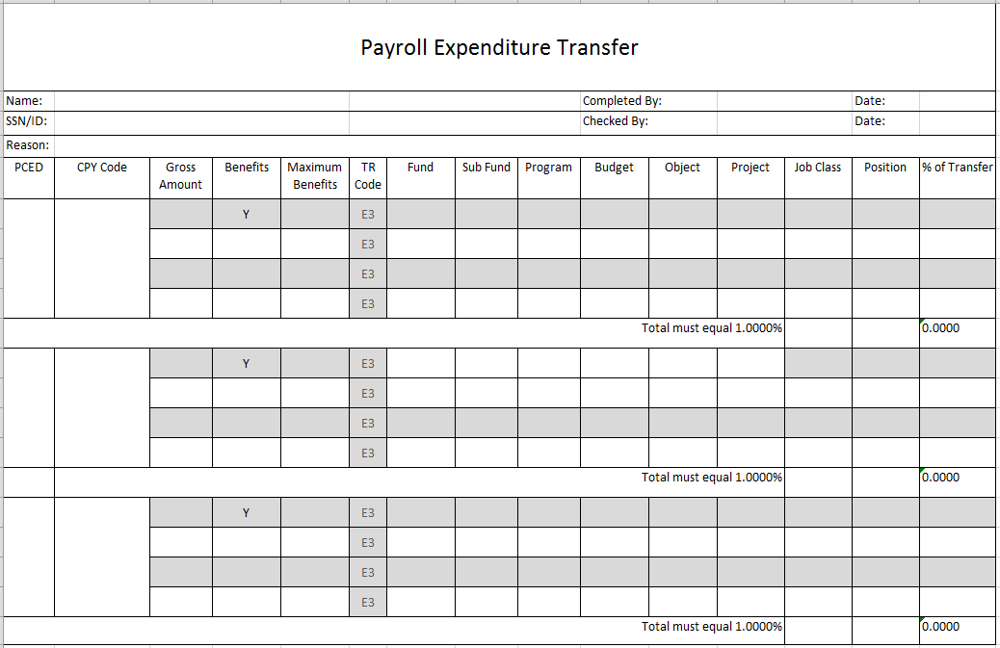 Payroll Expenditure Transfer
Name: Completed By: Date:
SSN/ID: Checked By: Date:
Reason:
PCED CPY Code Gross Amount Benefits Maximum Benefits TR Code Fund Sub Fund Program Budget Object Project Job Class Position % of Transfer
Y E3
E3
E3
E3
Total must equal 1.0000% 0.0000
Y E3
E3
E3
E3
Total must equal 1.0000% 0.0000
Y E3
E3
E3
E3
Total must equal 1.0000% 0.0000